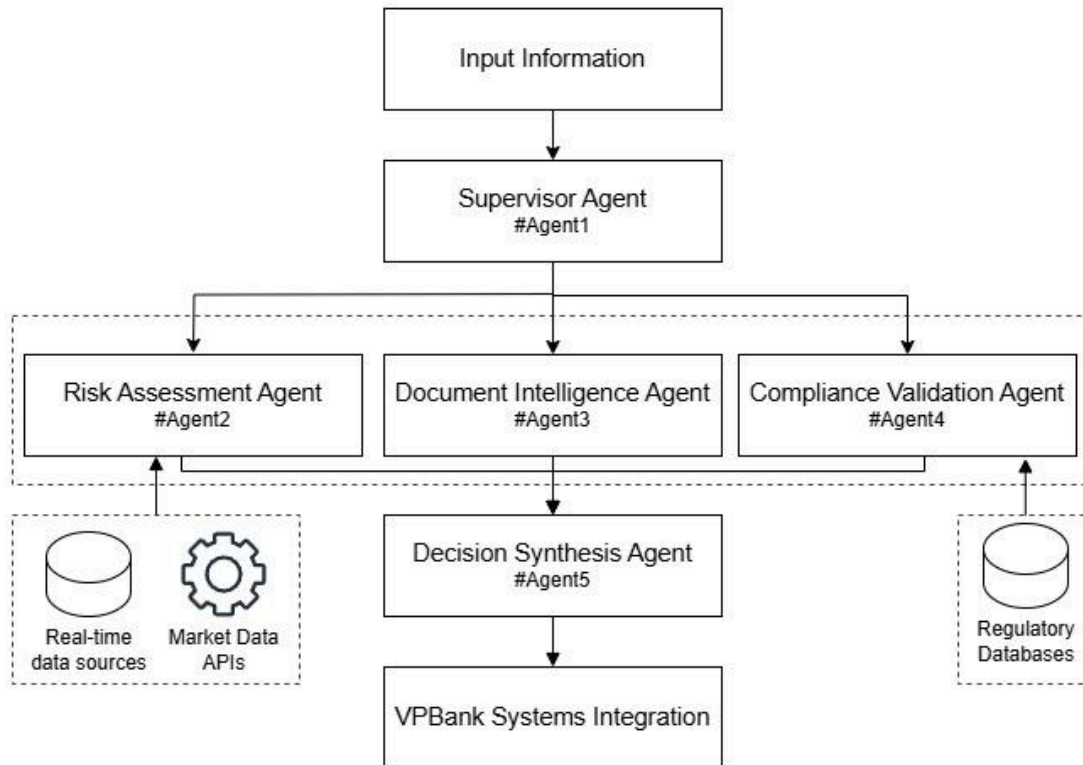 Input Information
Supervisor Agent
#Agent1
Risk Assessment Agent
#Agent2
Document Intelligence Agent
#Agent3
Compliance Validation Agent
#Agent4
Real-time
data sources
Market Data
APIs
Decision Synthesis Agent
#Agent5
Regulatory
Databases
VPBank Systems Integration